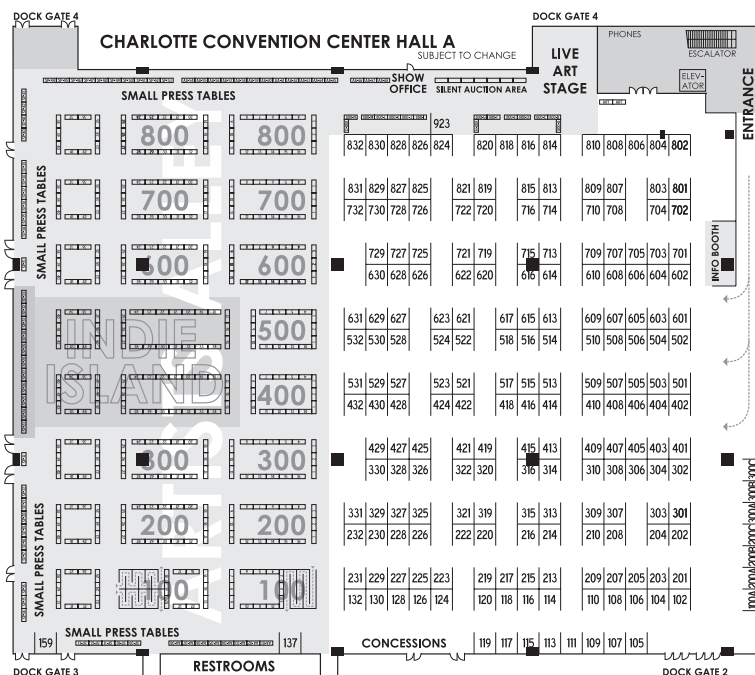 DOCK GATE 4
DOCK GATE 4
CHARLOTTE CONVENTION CENTER HALL A
SUBJECT TO CHANGE
PHONES
ESCALATOR
LIVE
ART
STAGE
SHOW
OFFICE
SILENT AUCTION AREA
ELEV-
ATOR
ENTRANCE
SMALL PRESS TABLES
923
800 800
832 830 828 826 824 820 818 816 814 810 808 806 804 802
ARTISTS ALLEY
SMALL PRESS TABLES
700 700
831 829 827 825 821 819 815 813 809 807 803 801
732 730 728 726 722 720 716 714 710 708 704 702
INFO BOOTH
600 600
729 727 725 721 719 715 713 709 707 705 703 701
630 628 626 622 620 616 614 610 608 606 604 602
INDIE
ISLAND
500
631 629 627 623 621 617 615 613 609 607 605 603 601
532 530 528 524 522 518 516 514 510 508 506 504 502
400
531 529 527 523 521 517 515 513 509 507 505 503 501
432 430 428 424 422 418 416 414 410 408 406 404 402
300 300
429 427 425 421 419 415 413 409 407 405 403 401
330 328 326 322 320 316 314 310 308 306 304 302
SMALL PRESS TABLES
200 200
331 329 327 325 321 319 315 313 309 307 303 301
232 230 228 226 222 220 216 214 210 208 204 202
100 100
231 229 227 225 223 219 217 215 213 209 207 205 203 201
132 130 128 126 124 120 118 116 114 110 108 106 104 102
SMALL PRESS TABLES
159 137
CONCESSIONS
119 117 115 113 111 109 107 105
RESTROOMS
DOCK GATE 3
DOCK GATE 2